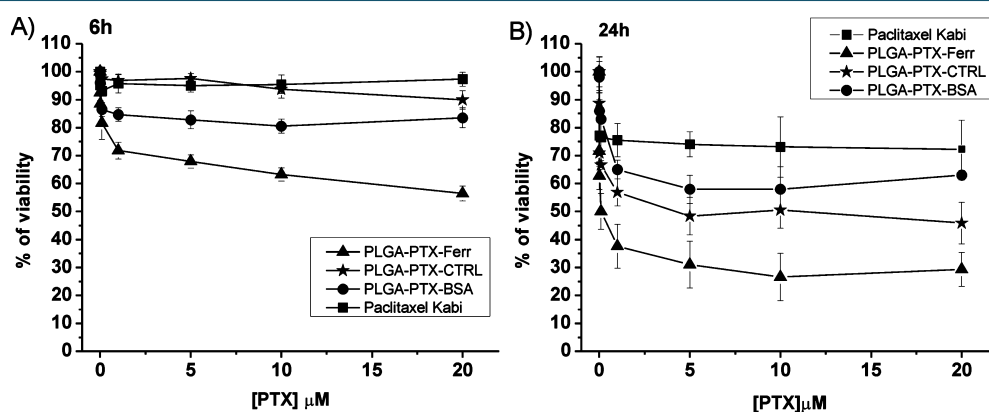 A)
6h
% of viability
110
100
90
80
70
60
50
40
30
20
10
0
PLGA-PTX-Ferr
PLGA-PTX-CTRL
PLGA-PTX-BSA
Paclitaxel Kabi
0 5 10 15 20
[PTX] μM
B)
24h
% of viability
110
100
90
80
70
60
50
40
30
20
10
0
Paclitaxel Kabi
PLGA-PTX-Ferr
PLGA-PTX-CTRL
PLGA-PTX-BSA
0 5 10 15 20
[PTX]μM